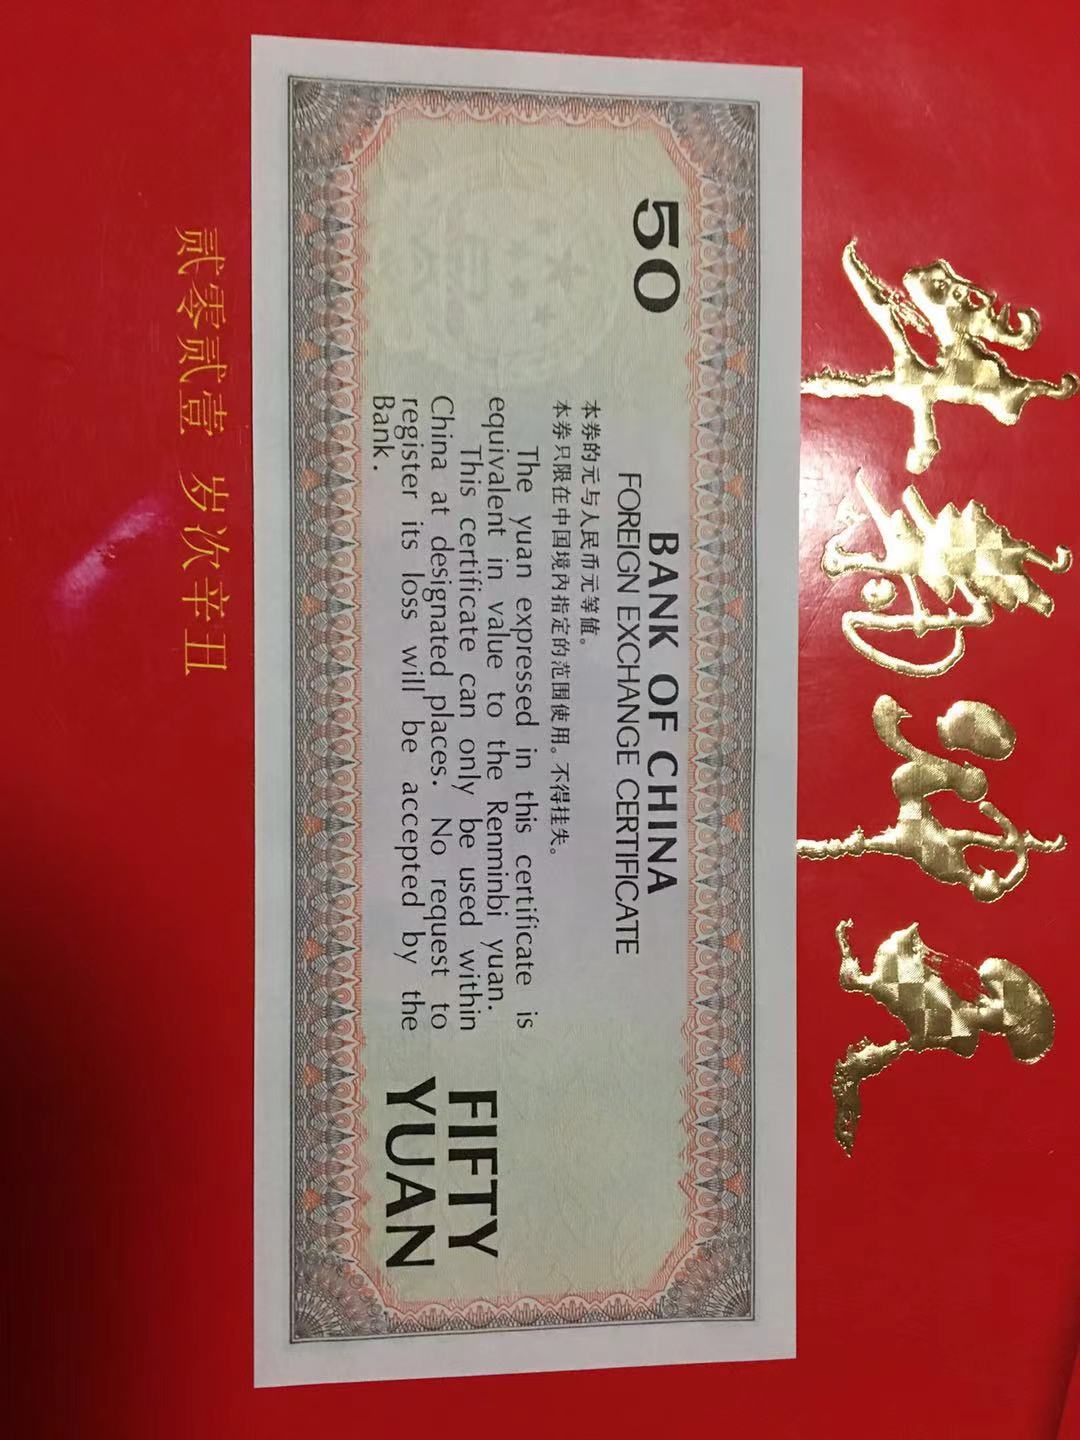 50
BANK OF CHINA
FOREIGN EXCHANGE CERTIFICATE
本券的元与人民币元等值。
本券只限在中国境内指定的范围使用。不得挂失。
The yuan expressed in this certificate is
equivalent in value to the Renminbi yuan.
This certificate can only be used within
China at designated places. No request to
register its loss will be accepted by the
Bank.
FIFTY
YUAN
贰零贰壹 岁次辛丑